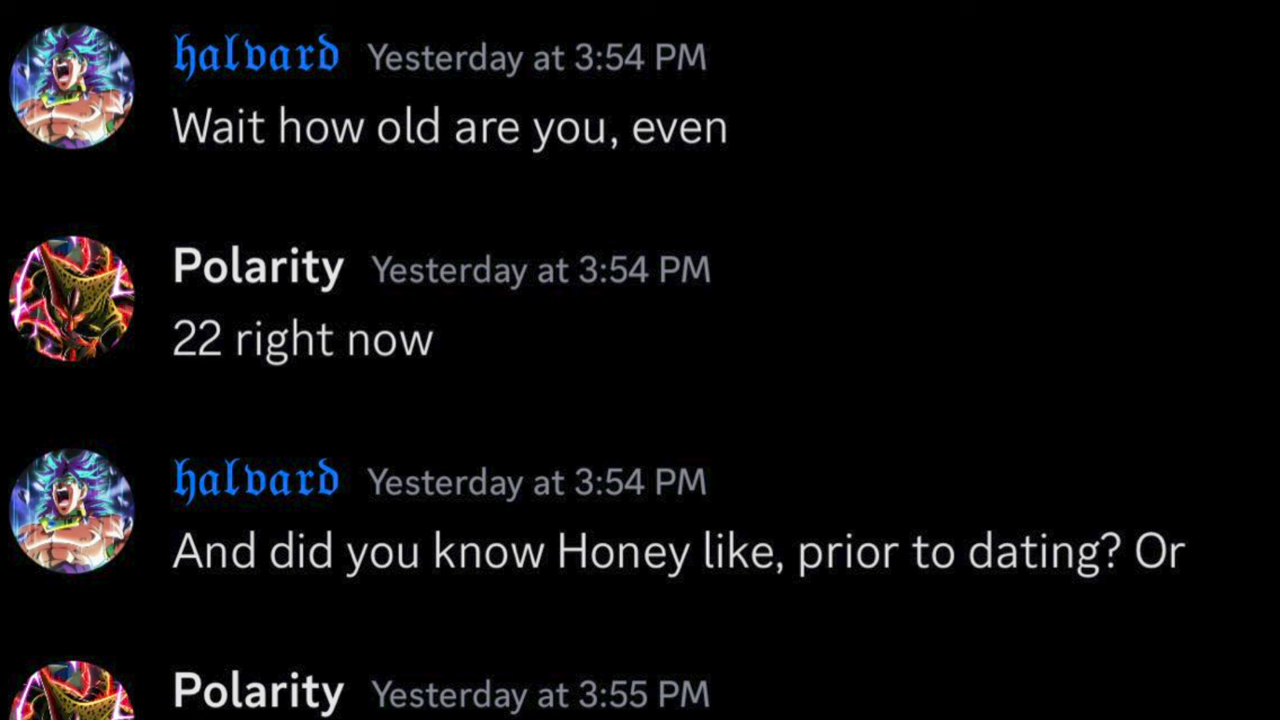 halvard Yesterday at 3:54 PM
Wait how old are you, even
Polarity Yesterday at 3:54 PM
22 right now
halvard Yesterday at 3:54 PM
And did you know Honey like, prior to dating? Or
Polarity Yesterday at 3:55 PM